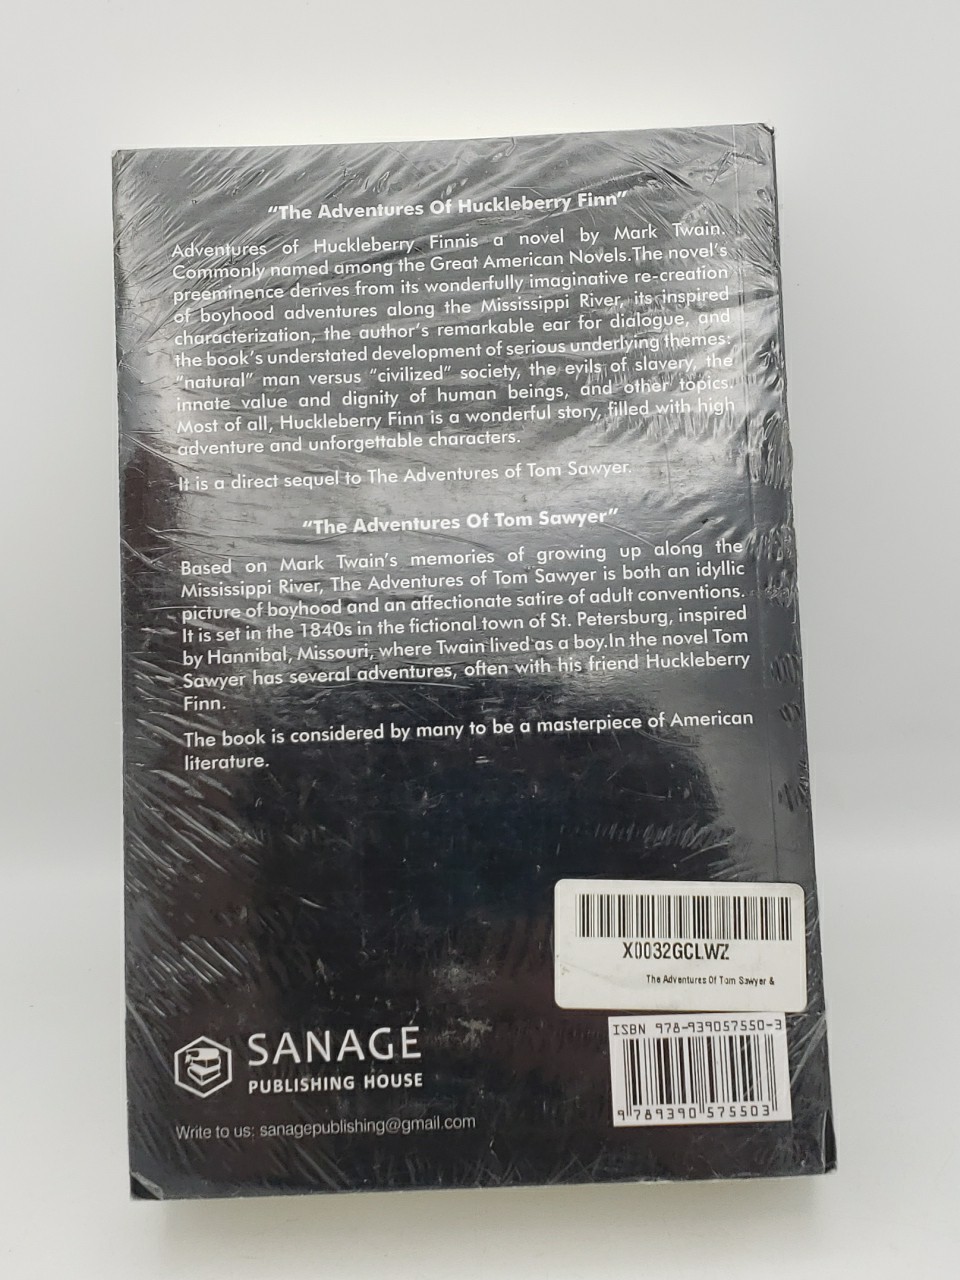 "The Adventures Of Huckleberry Finn"
Adventures of Huckleberry Finnis a novel by Mark Twain.
Commonly named among the Great American Novels.The novel's
preeminence derives from its wonderfully imaginative re-creation
of boyhood adventures along the Mississippi River, its inspired
characterization, the author's remarkable ear for dialogue, and
the book's understated development of serious underlying themes:
"natural" man versus "civilized" society, the evils of slavery, the
innate value and dignity of human beings, and other topics.
Most of all, Huckleberry Finn is a wonderful story, filled with high
adventure and unforgettable characters.
It is a direct sequel to The Adventures of Tom Sawyer.
"The Adventures Of Tom Sawyer"
Based on Mark Twain's memories of growing up along the
Mississippi River, The Adventures of Tom Sawyer is both an idyllic
picture of boyhood and an affectionate satire of adult conventions.
It is set in the 1840s in the fictional town of St. Petersburg, inspired
by Hannibal, Missouri, where Twain lived as a boy.In the novel Tom
Sawyer has several adventures, often with his friend Huckleberry
Finn.
The book is considered by many to be a masterpiece of American
literature.
X0032GCLWZ
The Adventures Of Tom Sawyer &
ISBN 978-939057550-3
9 789390 575503
SANAGE
PUBLISHING HOUSE
Write to us: sanagepublishing@gmail.com